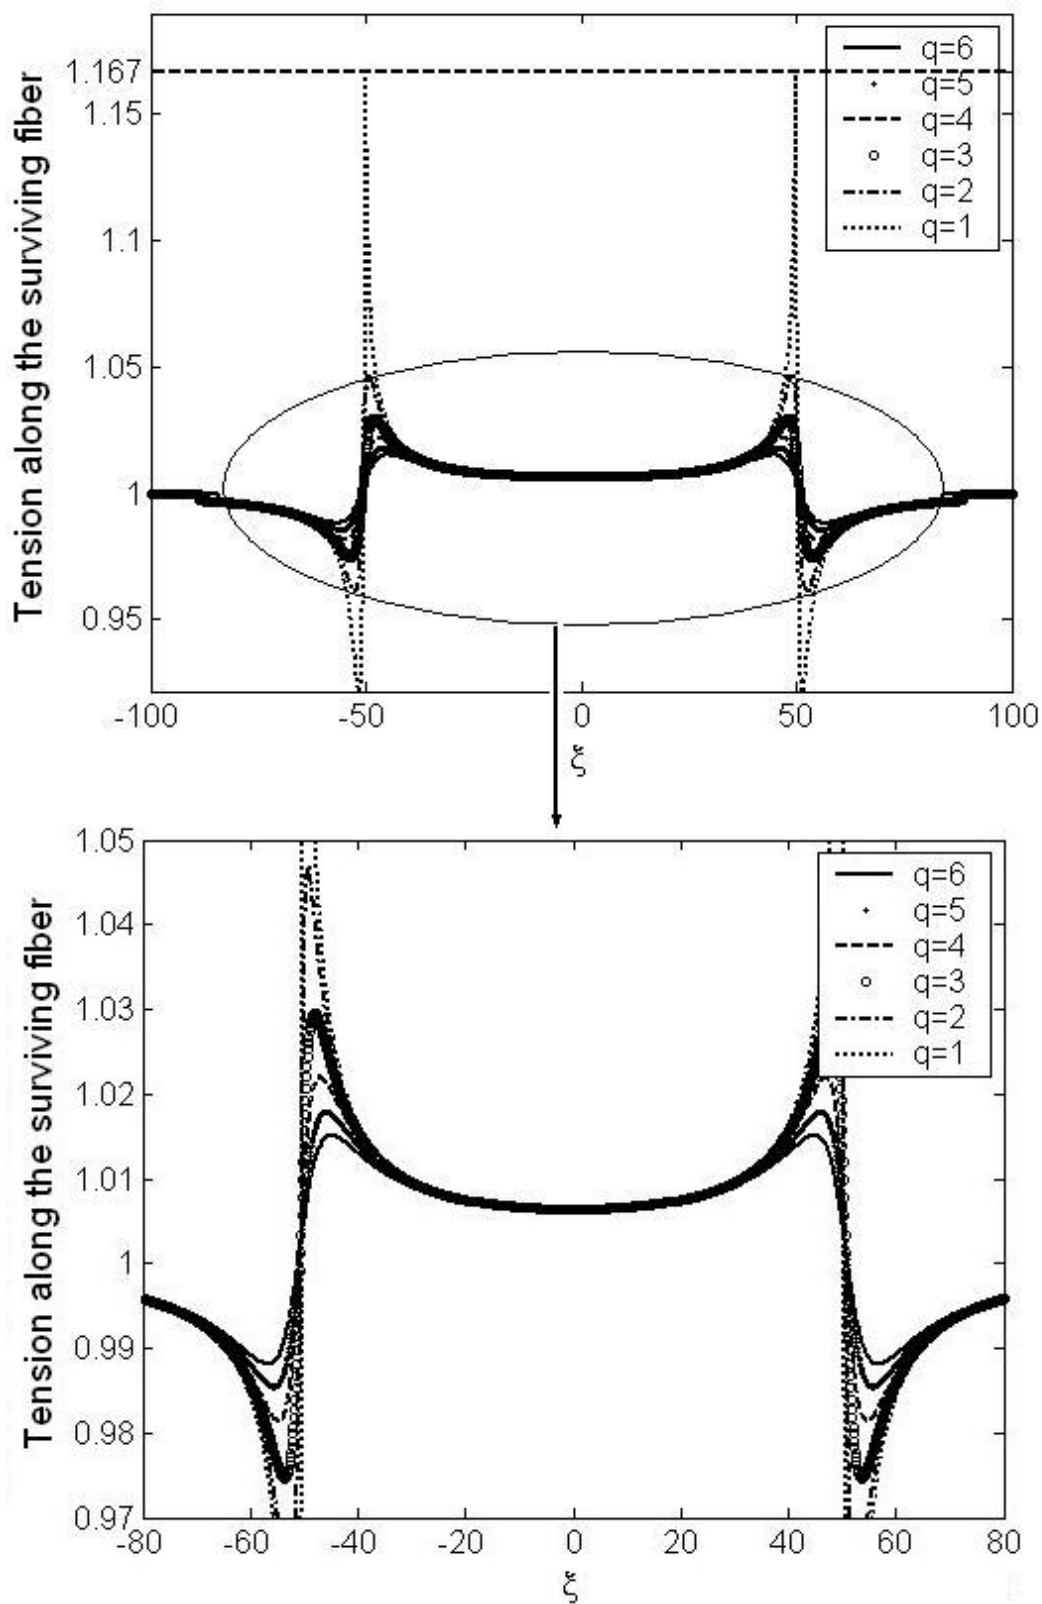 Tension along the surviving fiber
1.167
1.15
1.1
1.05
1
0.95
q=6
q=5
q=4
q=3
q=2
q=1
-100 -50 0 50 100
ξ
Tension along the surviving fiber
1.05
1.04
1.03
1.02
1.01
1
0.99
0.98
0.97
q=6
q=5
q=4
q=3
q=2
q=1
-80 -60 -40 -20 0 20 40 60 80
ξ